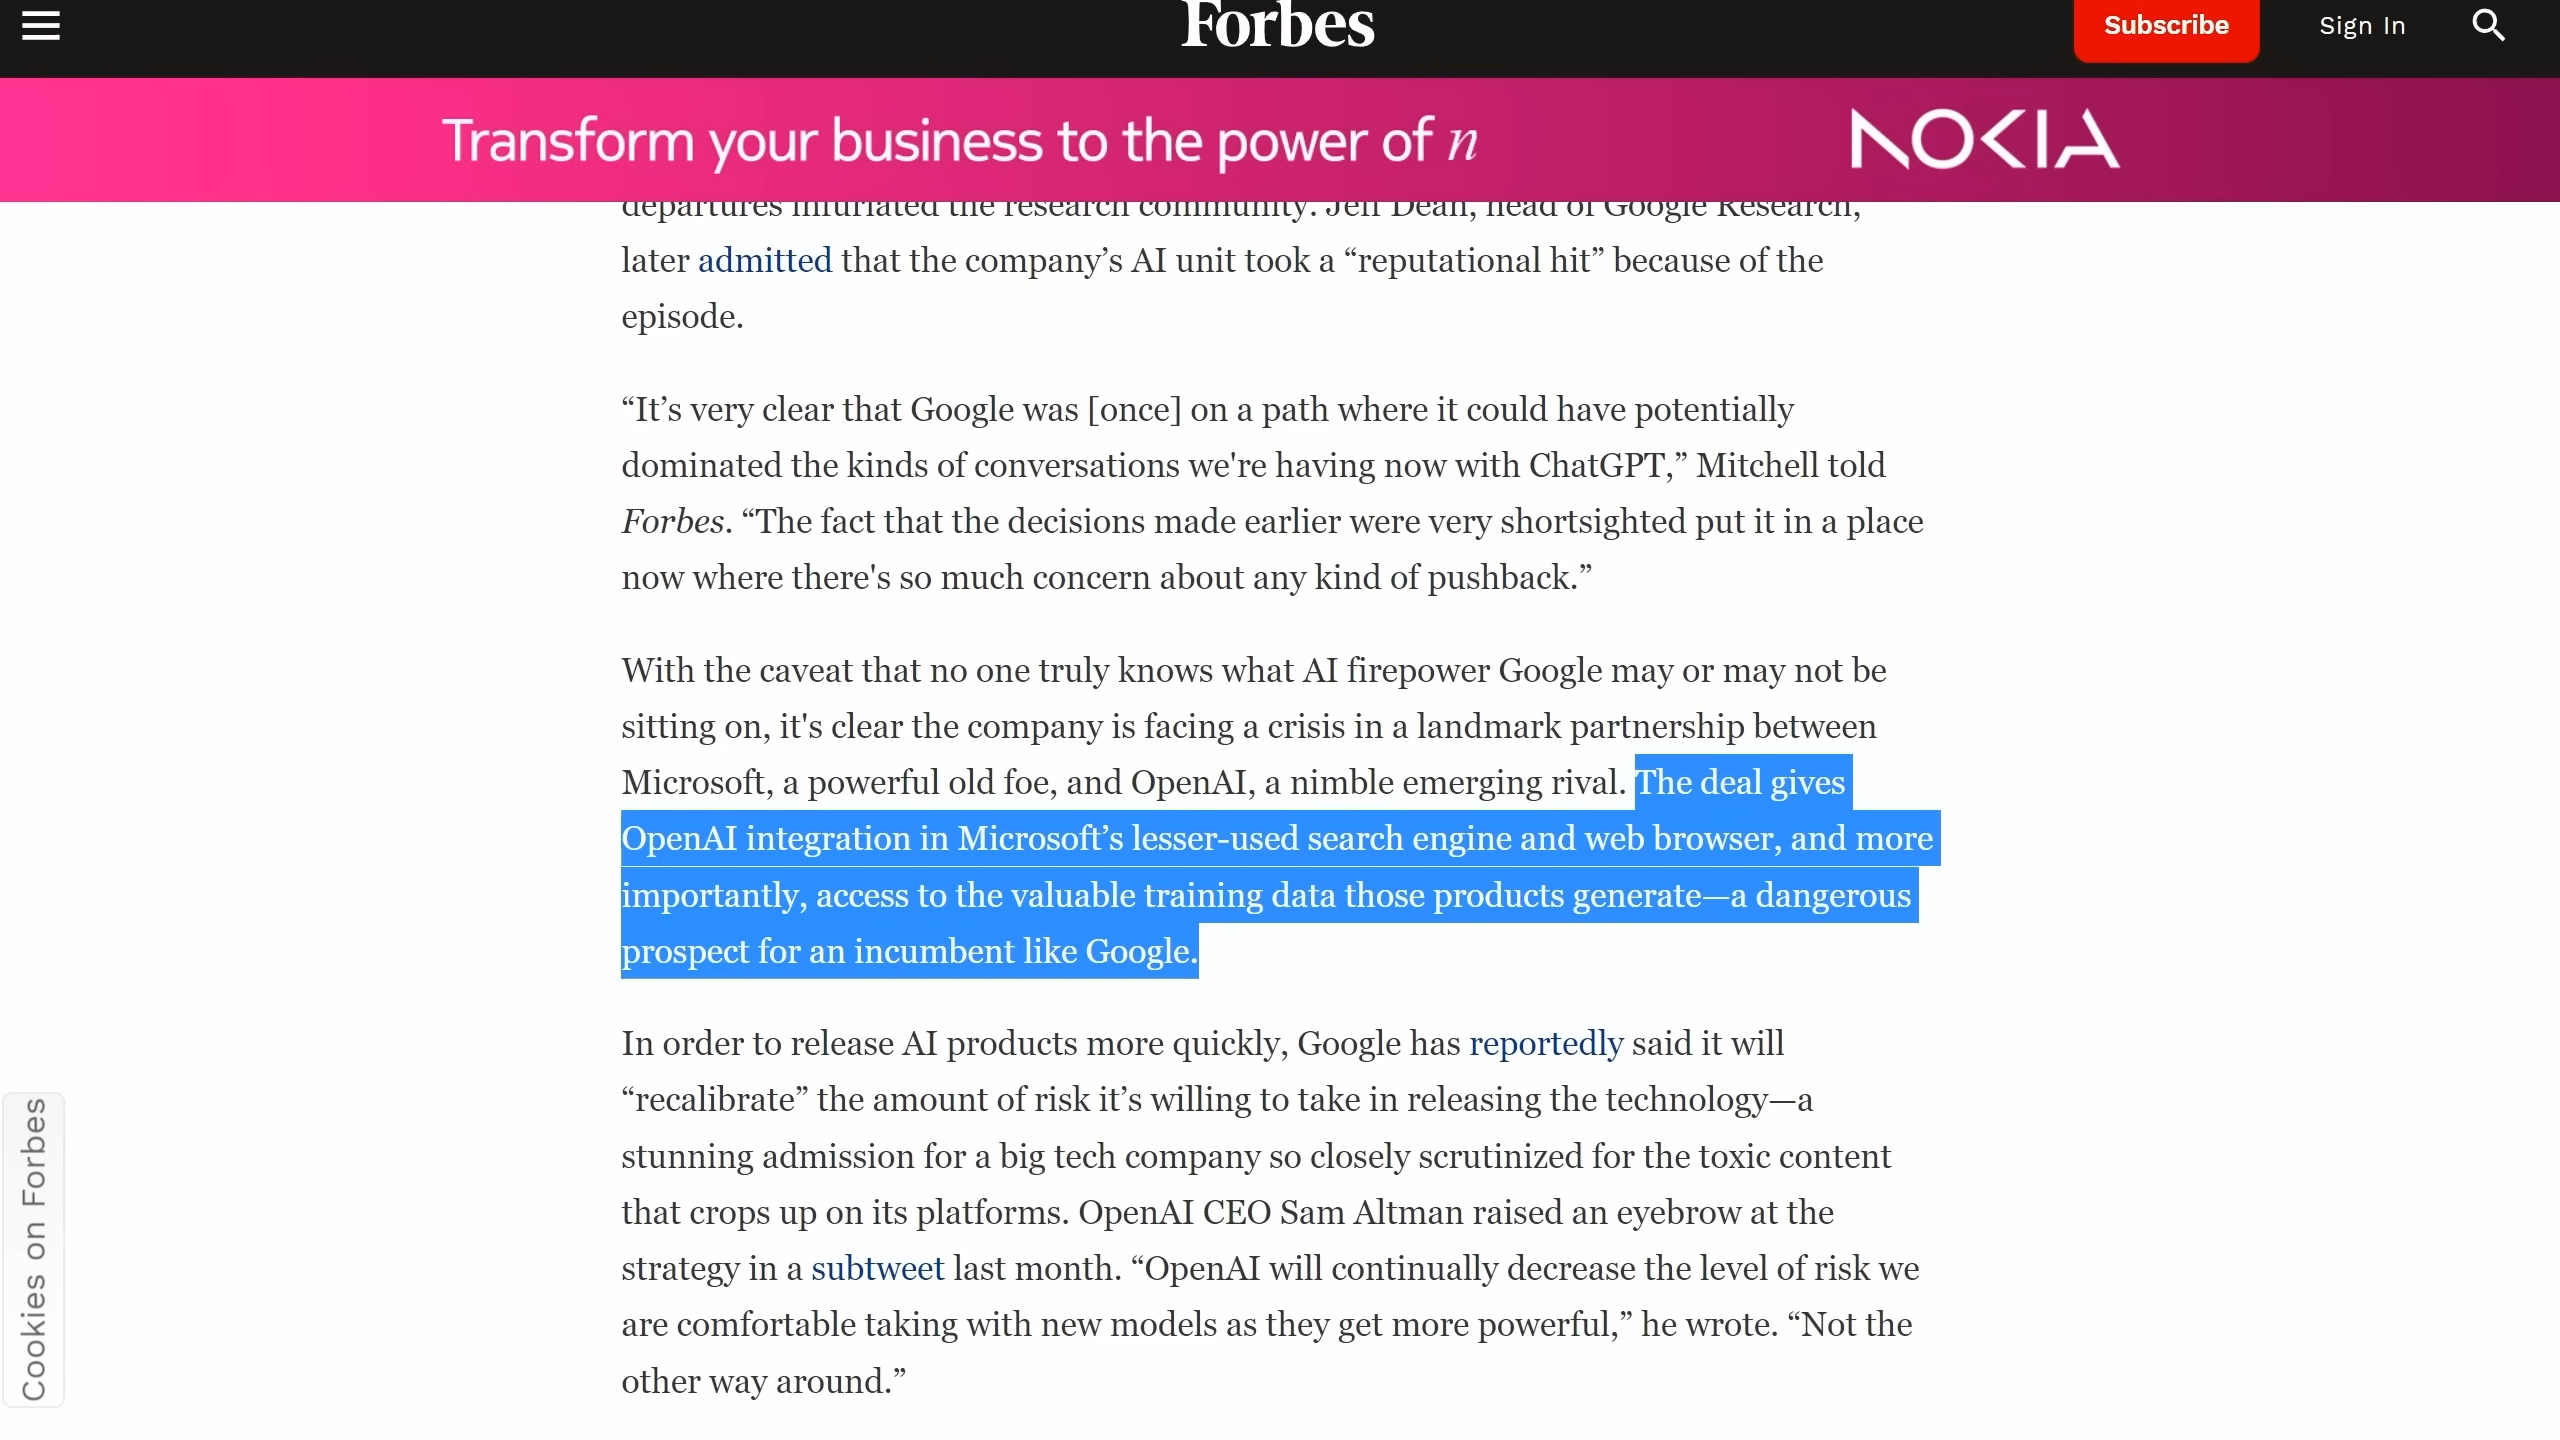 Forbes
Subscribe
Sign In
Transform your business to the power of n
NOKIA
departures infuriated the research community. Jeff Dean, head of Google Research,
later admitted that the company’s AI unit took a “reputational hit” because of the
episode.
“It’s very clear that Google was [once] on a path where it could have potentially
dominated the kinds of conversations we're having now with ChatGPT,” Mitchell told
Forbes. “The fact that the decisions made earlier were very shortsighted put it in a place
now where there's so much concern about any kind of pushback.”
With the caveat that no one truly knows what AI firepower Google may or may not be
sitting on, it's clear the company is facing a crisis in a landmark partnership between
Microsoft, a powerful old foe, and OpenAI, a nimble emerging rival. The deal gives
OpenAI integration in Microsoft’s lesser-used search engine and web browser, and more
importantly, access to the valuable training data those products generate—a dangerous
prospect for an incumbent like Google.
In order to release AI products more quickly, Google has reportedly said it will
“recalibrate” the amount of risk it’s willing to take in releasing the technology—a
stunning admission for a big tech company so closely scrutinized for the toxic content
that crops up on its platforms. OpenAI CEO Sam Altman raised an eyebrow at the
strategy in a subtweet last month. “OpenAI will continually decrease the level of risk we
are comfortable taking with new models as they get more powerful,” he wrote. “Not the
other way around.”
Cookies on Forbes